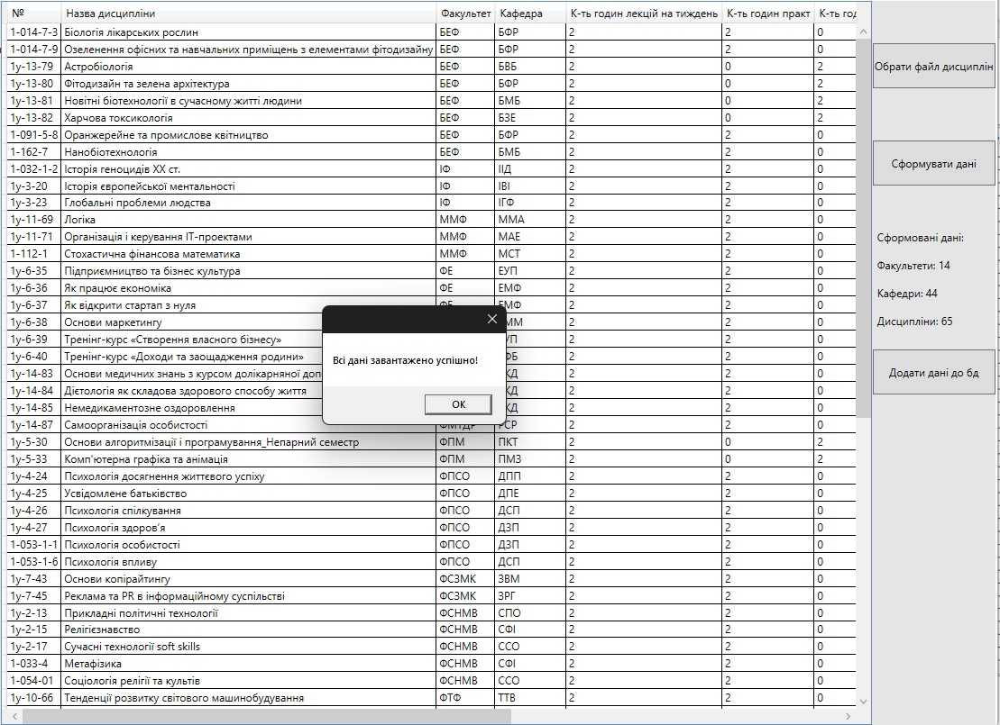 № Назва дисципліни Факультет Кафедра К-ть годин лекцій на тиждень К-ть годин практ К-ть год
1-014-7-3 Біологія лікарських рослин БЕФ БФР 2 2 0
1-014-7-9 Озеленення офісних та навчальних приміщень з елементами фітодизайну БЕФ БФР 2 2 0
1у-13-79 Астробіологія БЕФ БВБ 2 0 2
1у-13-80 Фітодизайн та зелена архітектура БЕФ БФР 2 0 2
1у-13-81 Новітні біотехнології в сучасному житті людини БЕФ БМБ 2 0 2
1у-13-82 Харчова токсикологія БЕФ БЗЕ 2 0 2
1-091-5-8 Оранжерейне та промислове квітництво БЕФ БФР 2 2 0
1-162-7 Нанобіотехнологія БЕФ БМБ 2 2 0
1-032-1-2 Історія геноцидів ХХ ст. ІФ ІІД 2 2 0
1у-3-20 Історія європейської ментальності ІФ ІВІ 2 2 0
1у-3-23 Глобальні проблеми людства ІФ ІГФ 2 2 0
1у-11-69 Логіка ММФ ММА 2 2 0
1у-11-71 Організація і керування ІТ-проектами ММФ МАЕ 2 2 0
1-112-1 Стохастична фінансова математика ММФ МСТ 2 2 0
1у-6-35 Підприємництво та бізнес культура ФЕ ЕУП 2 2 0
1у-6-36 Як працює економіка ФЕ ЕМФ 2 2 0
1у-6-37 Як відкрити стартап з нуля ФЕ ЕМФ 2 2 0
1у-6-38 Основи маркетингу ММ 2 2 0
1у-6-39 Тренінг-курс «Створення власного бізнесу» УП 2 2 0
1у-6-40 Тренінг-курс «Доходи та заощадження родини» ФБ 2 2 0
1у-14-83 Основи медичних знань з курсом долікарняної доп КД 2 2 0
1у-14-84 Дієтологія як складова здорового способу життя КД 2 2 0
1у-14-85 Немедикаментозне оздоровлення КД 2 2 0
1у-14-87 Самоорганізація особистості ФМТДР РСР 2 2 0
1у-5-30 Основи алгоритмізації і програмування_Непарний семестр ФПМ ПКТ 2 0 2
1у-5-33 Комп'ютерна графіка та анімація ФПМ ПМЗ 2 0 2
1у-4-24 Психологія досягнення життєвого успіху ФПСО ДПП 2 2 0
1у-4-25 Усвідомлене батьківство ФПСО ДПЕ 2 2 0
1у-4-26 Психологія спілкування ФПСО ДСП 2 2 0
1у-4-27 Психологія здоров'я ФПСО ДЗП 2 2 0
1-053-1-1 Психологія особистості ФПСО ДЗП 2 2 0
1-053-1-6 Психологія впливу ФПСО ДСП 2 2 0
1у-7-43 Основи копірайтингу ФСЗМК ЗВМ 2 2 0
1у-7-45 Реклама та PR в інформаційному суспільстві ФСЗМК ЗРГ 2 2 0
1у-2-13 Прикладні політичні технології ФСНМВ СПО 2 2 0
1у-2-15 Релігієзнавство ФСНМВ СФІ 2 2 0
1у-2-17 Сучасні технології soft skills ФСНМВ ССО 2 2 0
1-033-4 Метафізика ФСНМВ СФІ 2 2 0
1-054-01 Соціологія релігії та культів ФСНМВ ССО 2 2 0
1у-10-66 Тенденції розвитку світового машинобудування ФТФ ТТВ 2 2 0
Всі дані завантажено успішно!
OK
Обрати файл дисциплін
Сформувати дані
Сформовані дані:
Факультети: 14
Кафедри: 44
Дисципліни: 65
Додати дані до бд